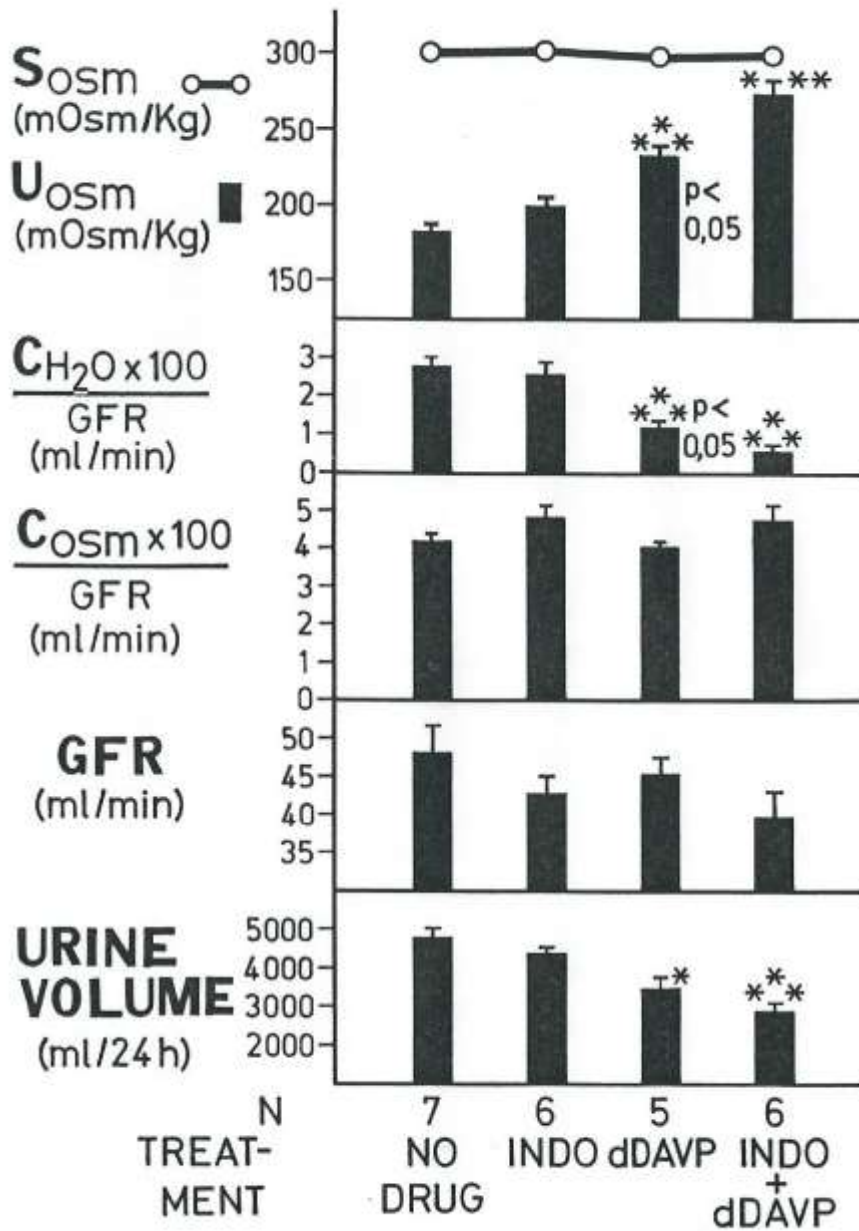 Sosm
(mOsm/Kg)
Uosm
(mOsm/Kg)
300
250
200
150
***
* **
p<
0,05
CH2O x 100
GFR
(ml/min)
3
2
1
0
***
p<
0,05
***
Cosm x 100
GFR
(ml/min)
5
4
3
2
1
0
GFR
(ml/min)
50
45
40
35
URINE
VOLUME
(ml/24h)
5000
4000
3000
2000
*
***
N 7 6 5 6
TREAT- NO INDO dDAVP INDO
MENT DRUG +
dDAVP